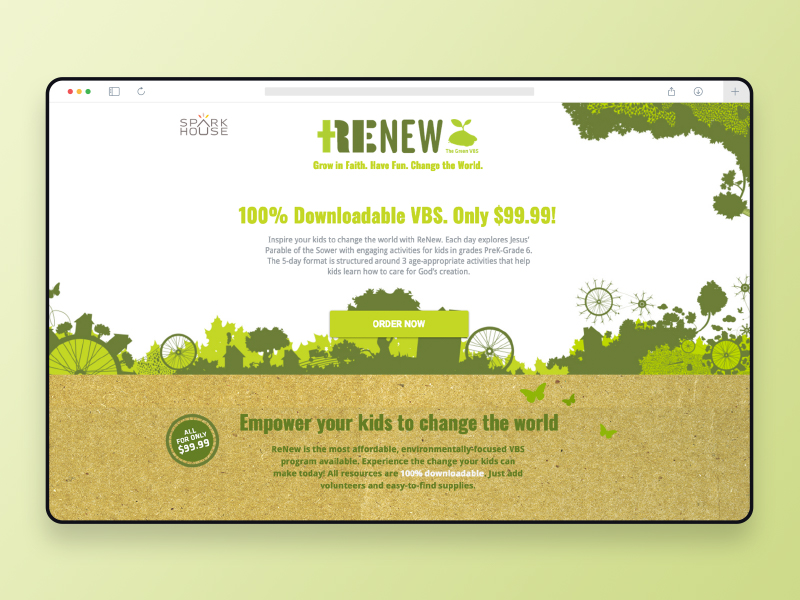 SPARK
HOUSE
RENEW
The Green VBS
Grow in Faith. Have Fun. Change the World.
100% Downloadable VBS. Only $99.99!
Inspire your kids to change the world with ReNew. Each day explores Jesus'
Parable of the Sower with engaging activities for kids in grades PreK-Grade 6.
The 5-day format is structured around 3 age-appropriate activities that help
kids learn how to care for God's creation.
ORDER NOW
Empower your kids to change the world
ALL
FOR ONLY
$99.99
ReNew is the most affordable, environmentally-focused VBS
program available. Experience the change your kids can
make today! All resources are 100% downloadable. Just add
volunteers and easy-to-find supplies.